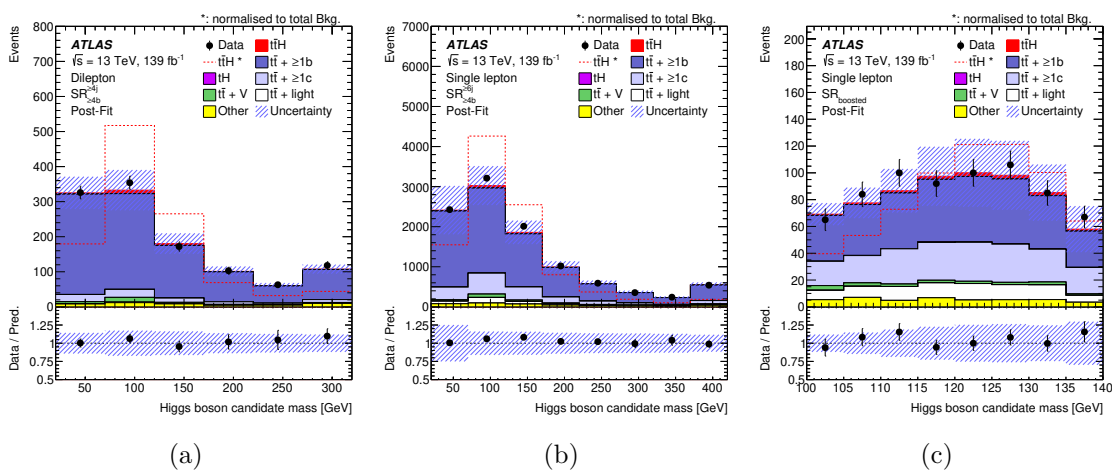 *: normalised to total Bkg.
Events
800
700
600
500
400
300
200
100
0
ATLAS
√s = 13 TeV, 139 fb⁻¹
Dilepton
SR≥4j ≥4b
Post-Fit
Data
tt̄H
tt̄H *
tt̄ + ≥1b
tH
tt̄ + ≥1c
tt̄ + V
tt̄ + light
Other
Uncertainty
Data / Pred.
1.25
1
0.75
0.5
50 100 150 200 250 300
Higgs boson candidate mass [GeV]
(a)
*: normalised to total Bkg.
Events
7000
6000
5000
4000
3000
2000
1000
0
ATLAS
√s = 13 TeV, 139 fb⁻¹
Single lepton
SR≥6j ≥4b
Post-Fit
Data
tt̄H
tt̄H *
tt̄ + ≥1b
tH
tt̄ + ≥1c
tt̄ + V
tt̄ + light
Other
Uncertainty
Data / Pred.
1.25
1
0.75
0.5
50 100 150 200 250 300 350 400
Higgs boson candidate mass [GeV]
(b)
*: normalised to total Bkg.
Events
200
180
160
140
120
100
80
60
40
20
0
ATLAS
√s = 13 TeV, 139 fb⁻¹
Single lepton
SR boosted
Post-Fit
Data
tt̄H
tt̄H *
tt̄ + ≥1b
tH
tt̄ + ≥1c
tt̄ + V
tt̄ + light
Other
Uncertainty
Data / Pred.
1.25
1
0.75
0.5
100 105 110 115 120 125 130 135 140
Higgs boson candidate mass [GeV]
(c)